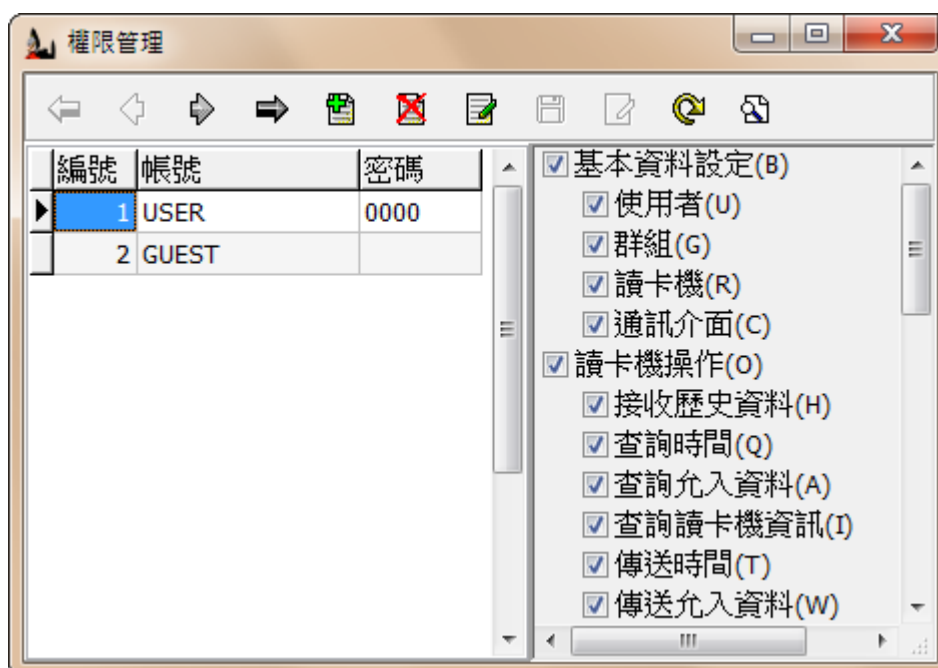 權限管理
編號 帳號 密碼
1 USER 0000
2 GUEST
基本資料設定(B)
使用者(U)
群組(G)
讀卡機(R)
通訊介面(C)
讀卡機操作(O)
接收歷史資料(H)
查詢時間(Q)
查詢允入資料(A)
查詢讀卡機資訊(I)
傳送時間(T)
傳送允入資料(W)